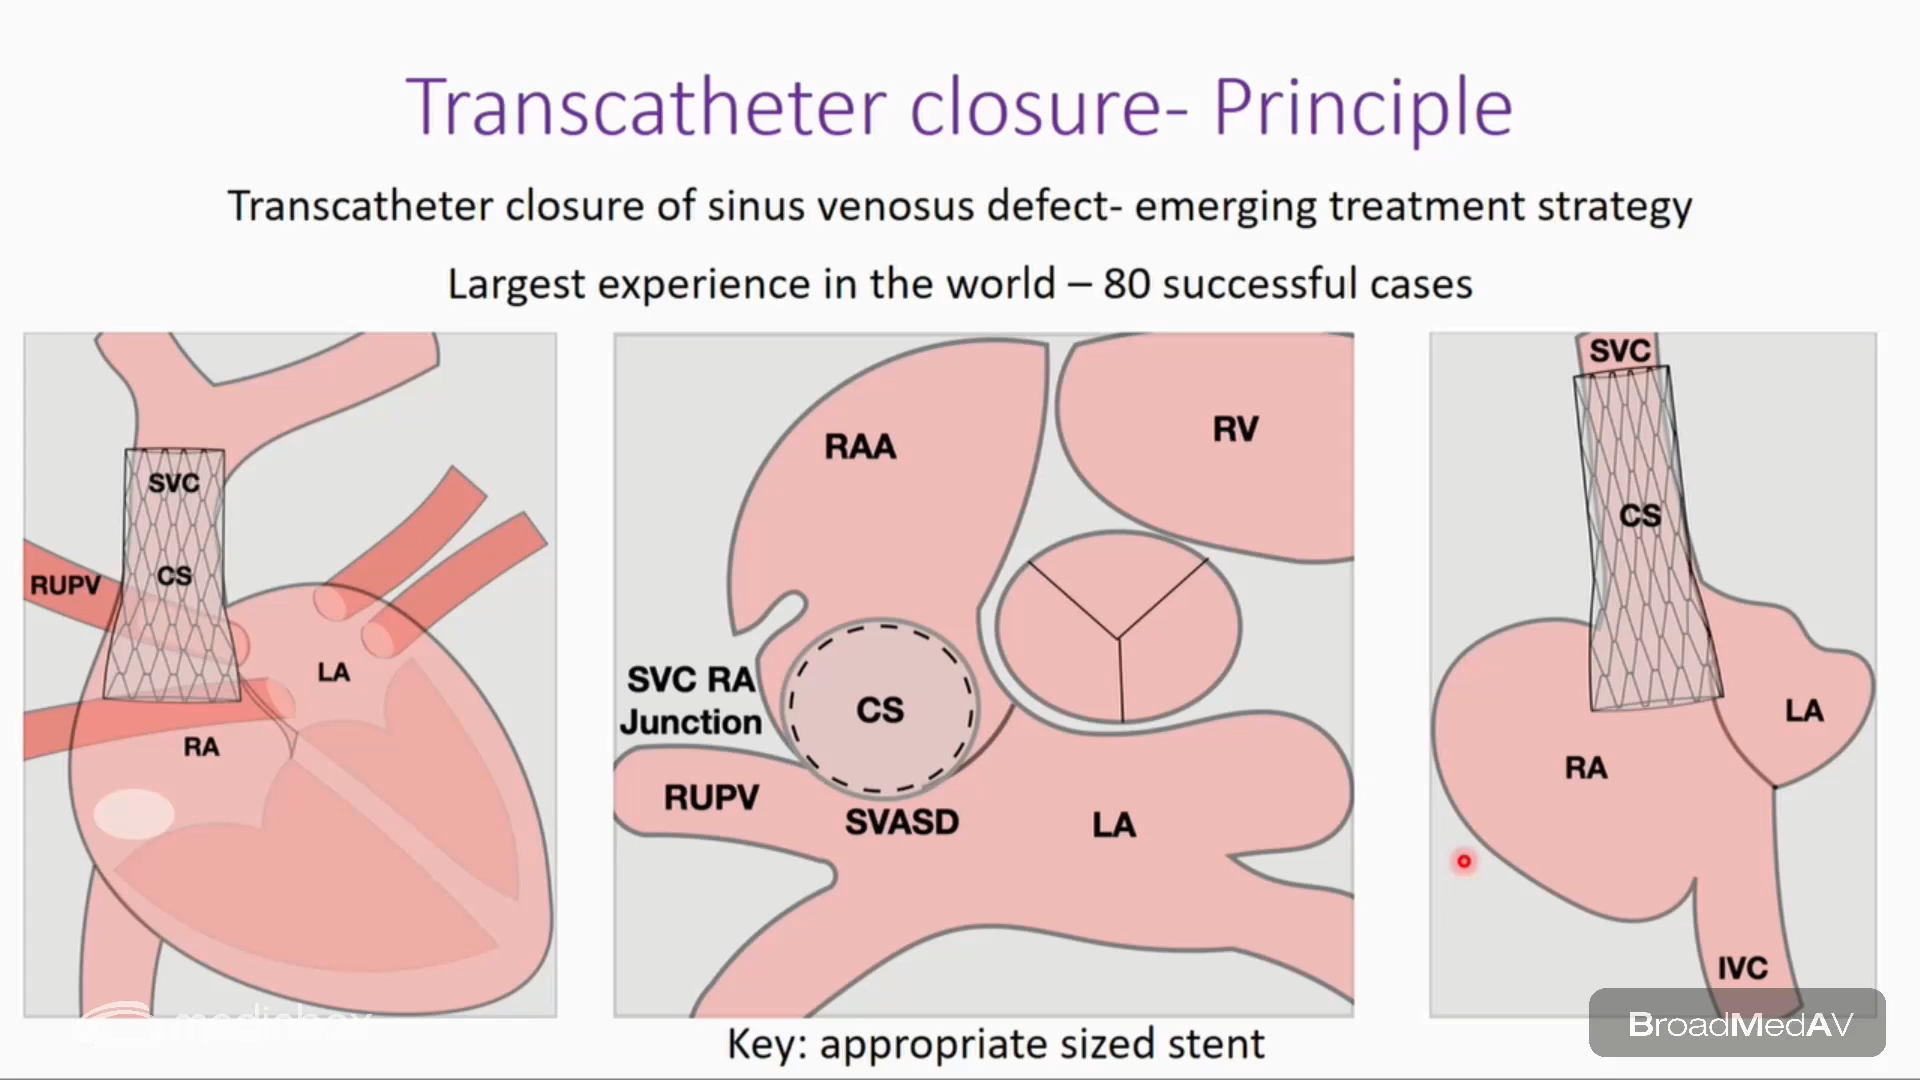 Transcatheter closure- Principle
Transcatheter closure of sinus venosus defect- emerging treatment strategy
Largest experience in the world – 80 successful cases
SVC
CS
RUPV
LA
RA
RAA
RV
SVC RA
Junction
CS
RUPV
SVASD
LA
SVC
CS
LA
RA
IVC
Key: appropriate sized stent
BroadMedAV